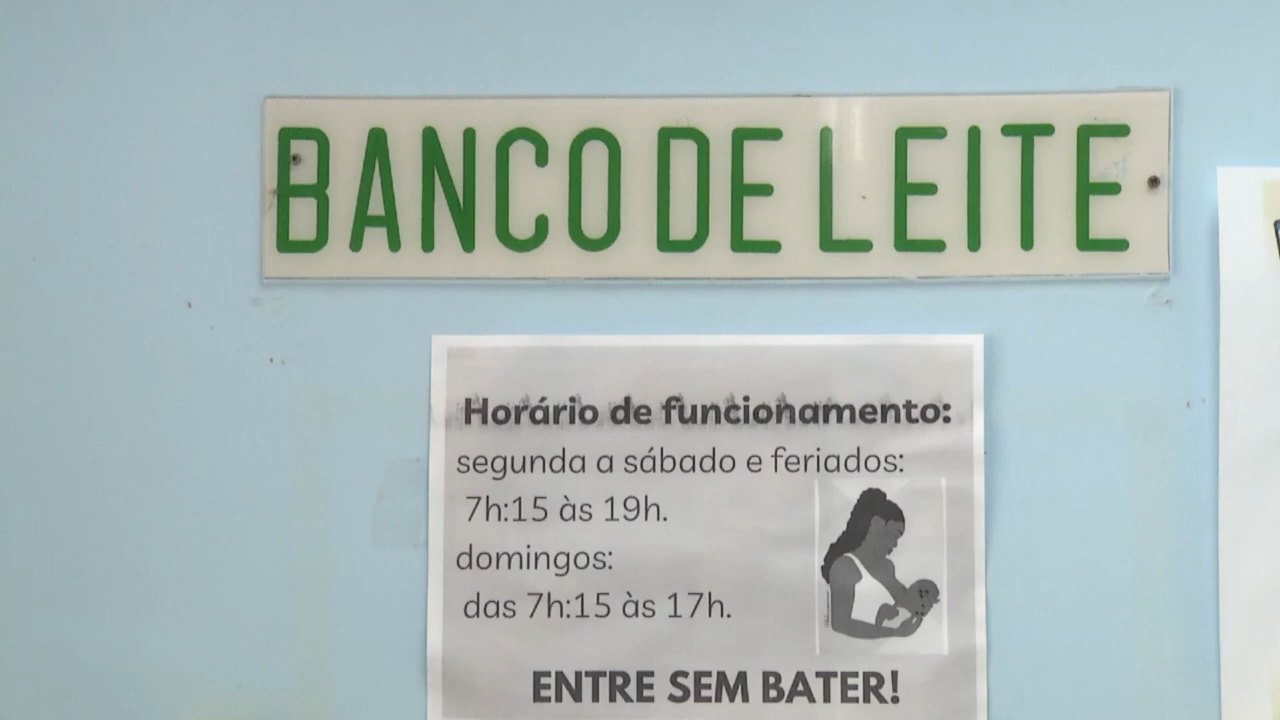 BANCO DE LEITE
Horário de funcionamento:
segunda a sábado e feriados:
7h:15 às 19h.
domingos:
das 7h:15 às 17h.
ENTRE SEM BATER!